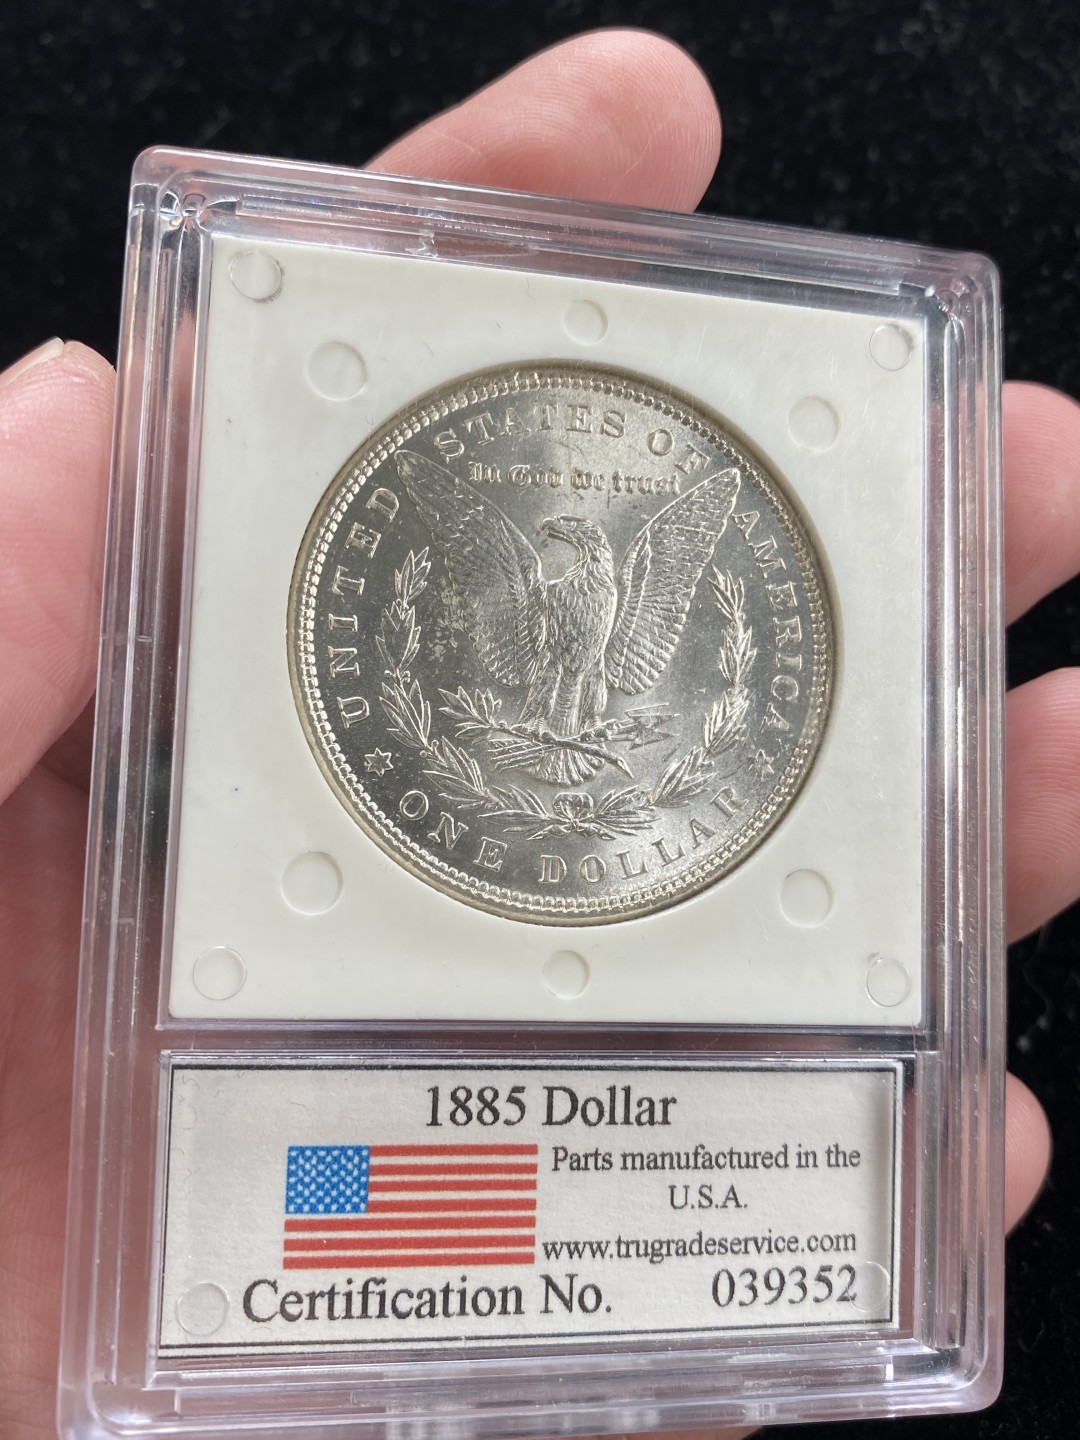 UNITED STATES OF AMERICA
In God we trust
ONE DOLLAR
1885 Dollar
Parts manufactured in the
U.S.A.
www.trugradeservice.com
Certification No. 039352